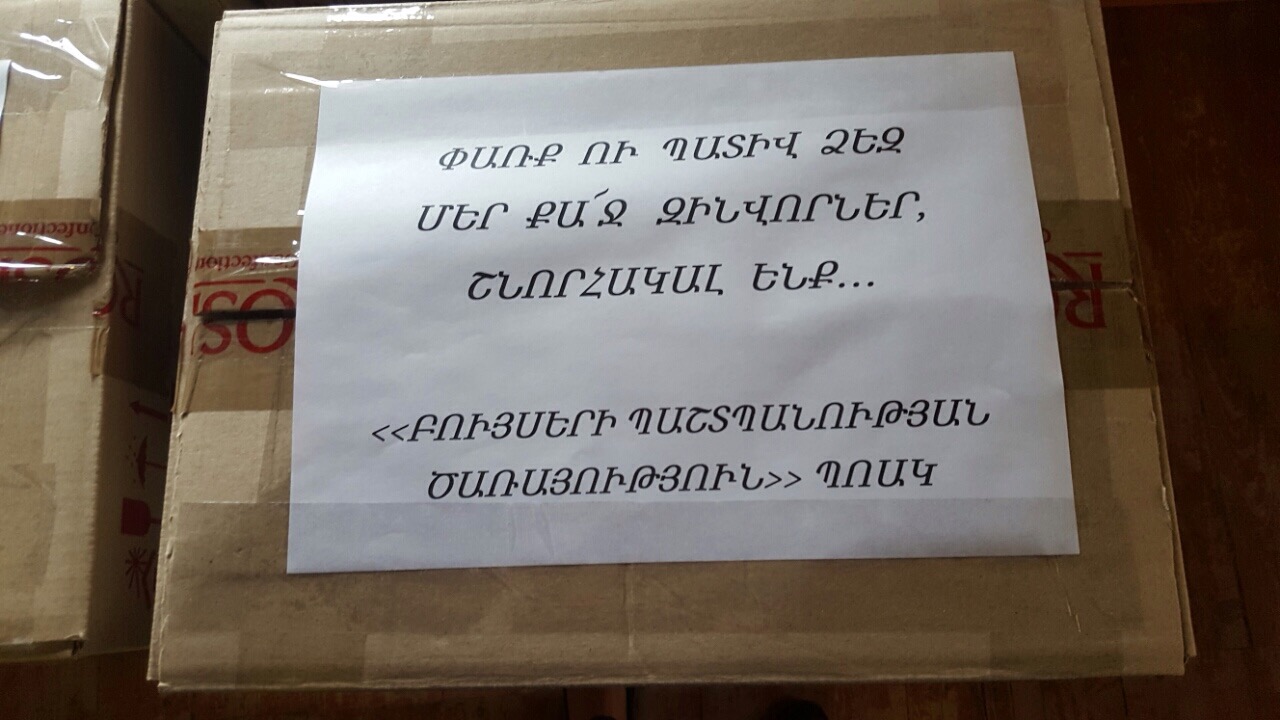 ՓԱՌՔ ՈՒ ՊԱՏԻՎ ՁԵԶ
ՄԵՐ ՔԱ՛Ջ ԶԻՆՎՈՐՆԵՐ,
ՇՆՈՐՀԱԿԱԼ ԵՆՔ...
<<ԲՈՒՅՍԵՐԻ ՊԱՇՏՊԱՆՈՒԹՅԱՆ
ԾԱՌԱՅՈՒԹՅՈՒՆ>> ՊՈԱԿ